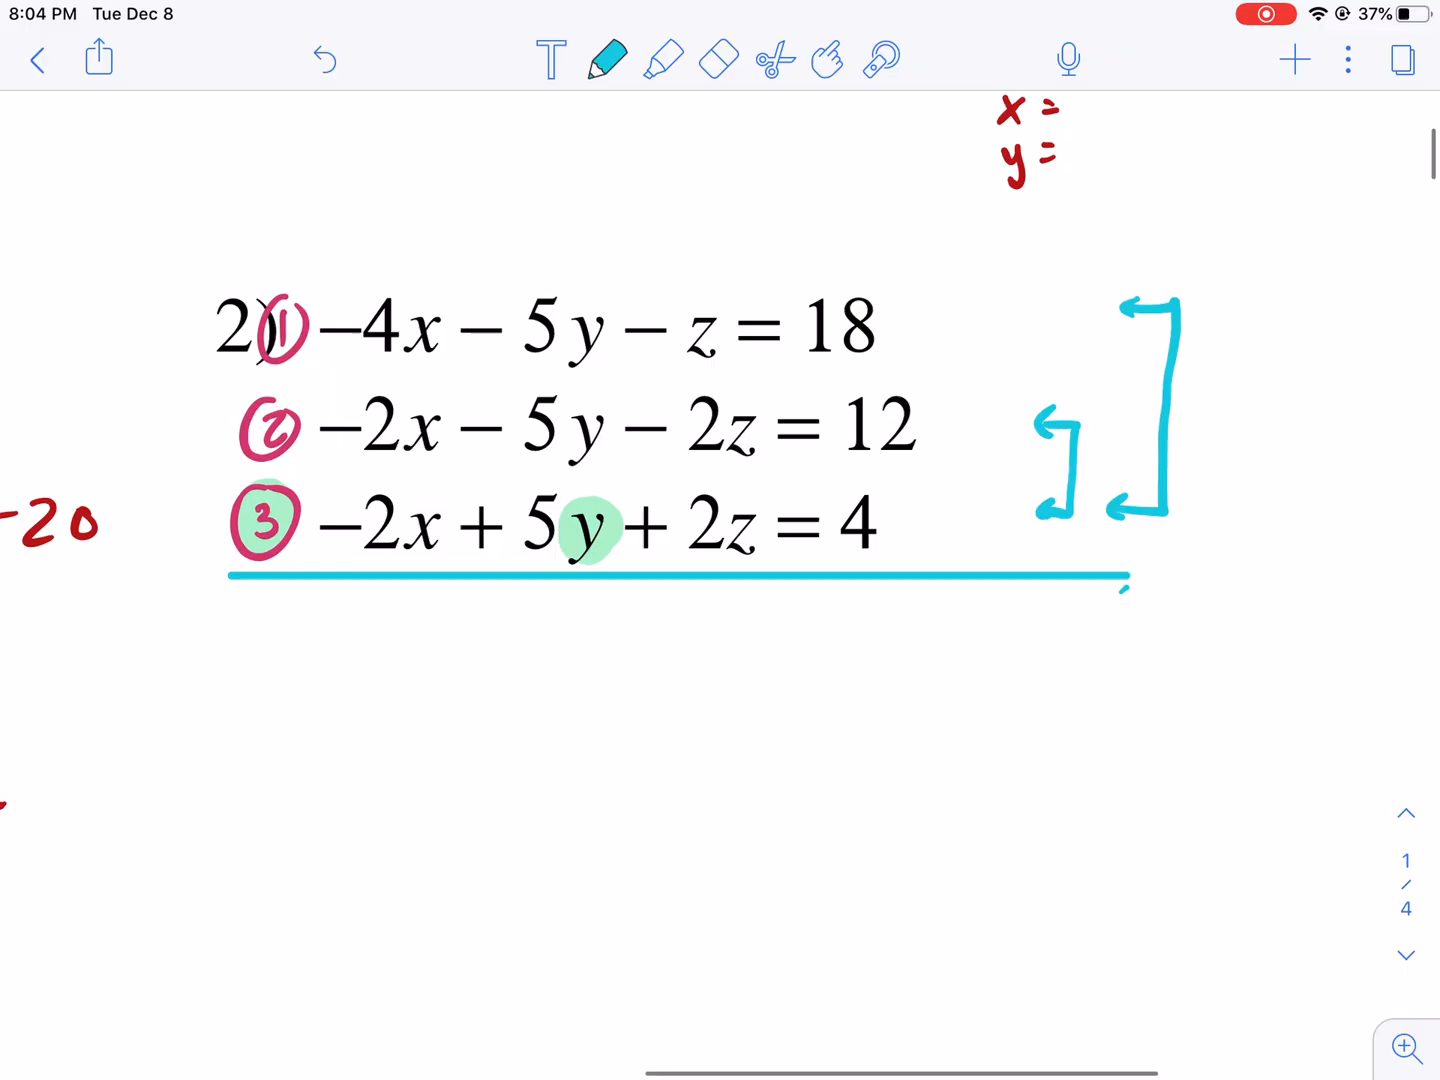 8:04 PM Tue Dec 8 37%
T
x =
y =
2) ① −4x − 5y − z = 18
② −2x − 5y − 2z = 12
③ −2x + 5y + 2z = 4
-20
1
/
4